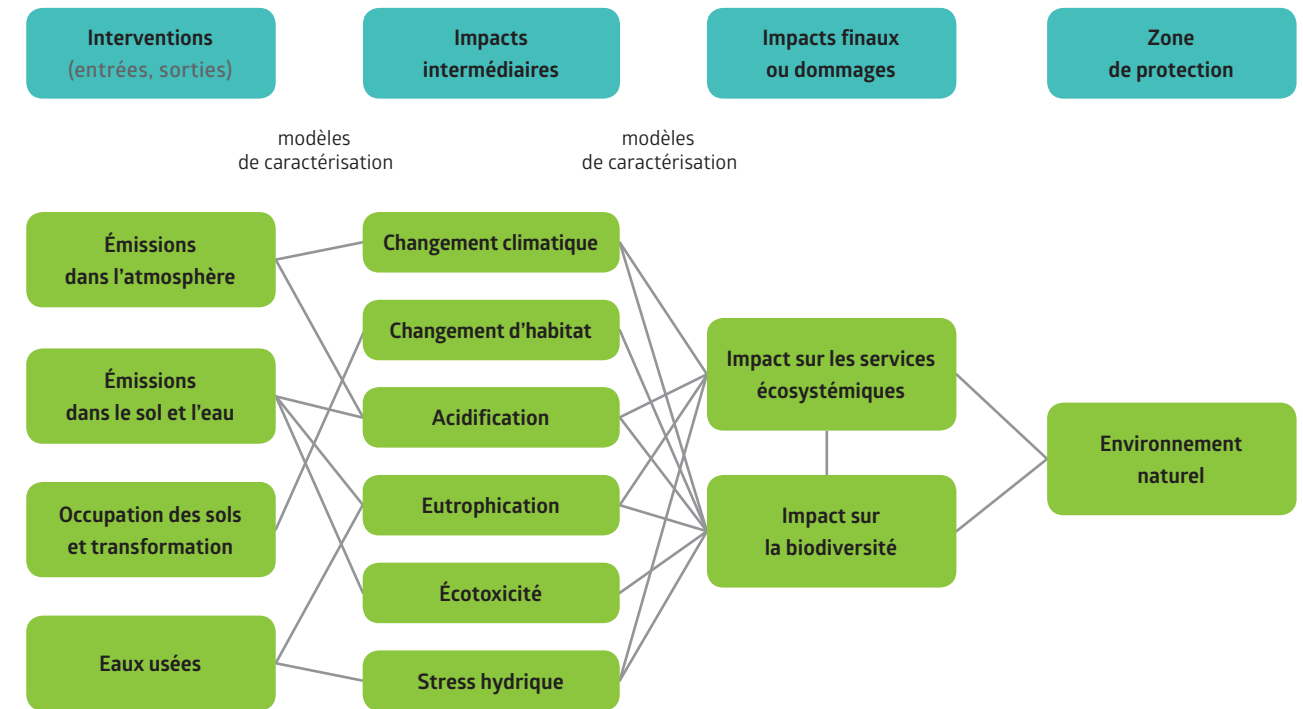 Interventions
(entrées, sorties)
Impacts
intermédiaires
Impacts finaux
ou dommages
Zone
de protection
modèles
de caractérisation
modèles
de caractérisation
Émissions
dans l’atmosphère
Émissions
dans le sol et l’eau
Occupation des sols
et transformation
Eaux usées
Changement climatique
Changement d’habitat
Acidification
Eutrophication
Écotoxicité
Stress hydrique
Impact sur les services
écosystémiques
Impact sur
la biodiversité
Environnement
naturel